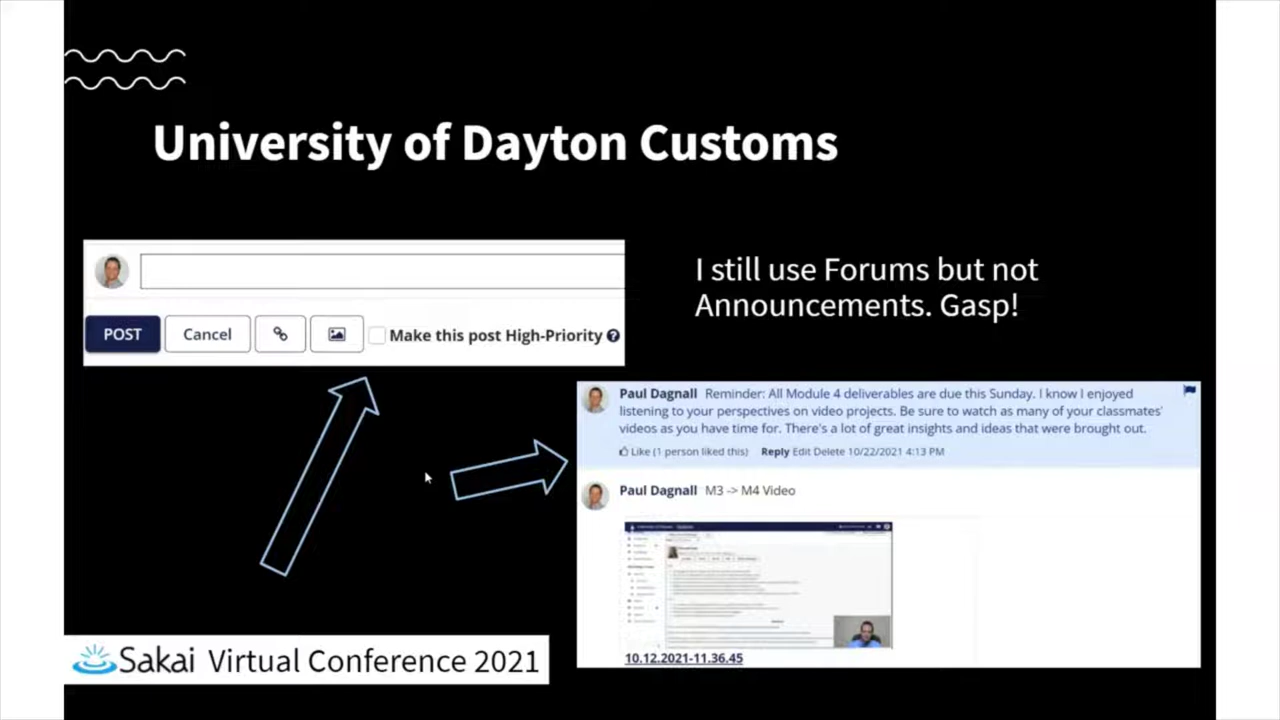 University of Dayton Customs
I still use Forums but not
Announcements. Gasp!
POST Cancel Make this post High-Priority
Paul Dagnall Reminder: All Module 4 deliverables are due this Sunday. I know I enjoyed
listening to your perspectives on video projects. Be sure to watch as many of your classmates'
videos as you have time for. There's a lot of great insights and ideas that were brought out.
Like (1 person liked this) Reply Edit Delete 10/22/2021 4:13 PM
Paul Dagnall M3 -> M4 Video
10.12.2021-11.36.45
Sakai Virtual Conference 2021